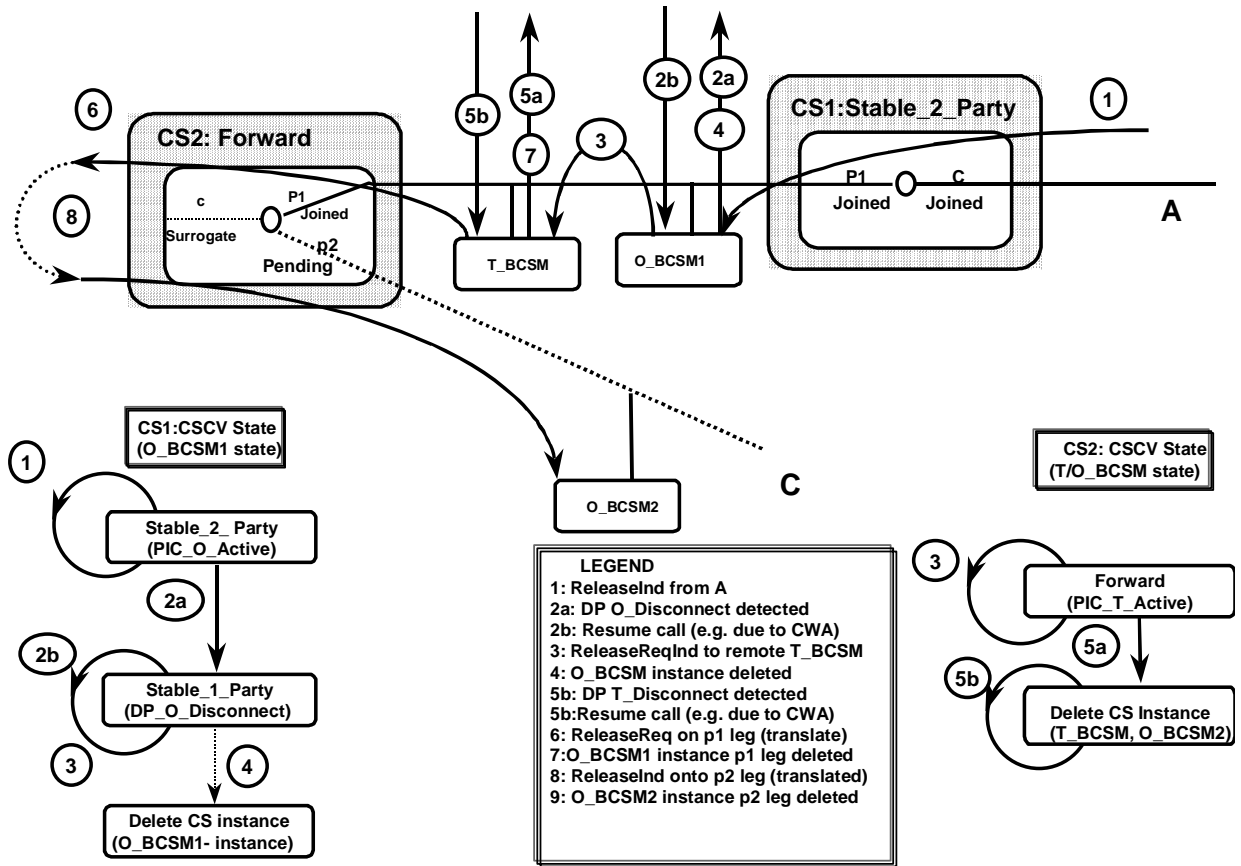 6
CS2: Forward
5b
5a
7
3
2b
2a
4
CS1:Stable_2_Party
1
8
c
Surrogate
P1
Joined
p2
Pending
T_BCSM
O_BCSM1
P1
Joined
C
Joined
A
C
O_BCSM2
CS1:CSCV State
(O_BCSM1 state)
1
Stable_2_ Party
(PIC_O_Active)
2a
2b
Stable_1_Party
(DP_O_Disconnect)
3
4
Delete CS instance
(O_BCSM1- instance)
LEGEND
1: ReleaseInd from A
2a: DP O_Disconnect detected
2b: Resume call (e.g. due to CWA)
3: ReleaseReqInd to remote T_BCSM
4: O_BCSM instance deleted
5b: DP T_Disconnect detected
5b:Resume call (e.g. due to CWA)
6: ReleaseReq on p1 leg (translate)
7:O_BCSM1 instance p1 leg deleted
8: ReleaseInd onto p2 leg (translated)
9: O_BCSM2 instance p2 leg deleted
CS2: CSCV State
(T/O_BCSM state)
3
Forward
(PIC_T_Active)
5a
5b
Delete CS Instance
(T_BCSM, O_BCSM2)